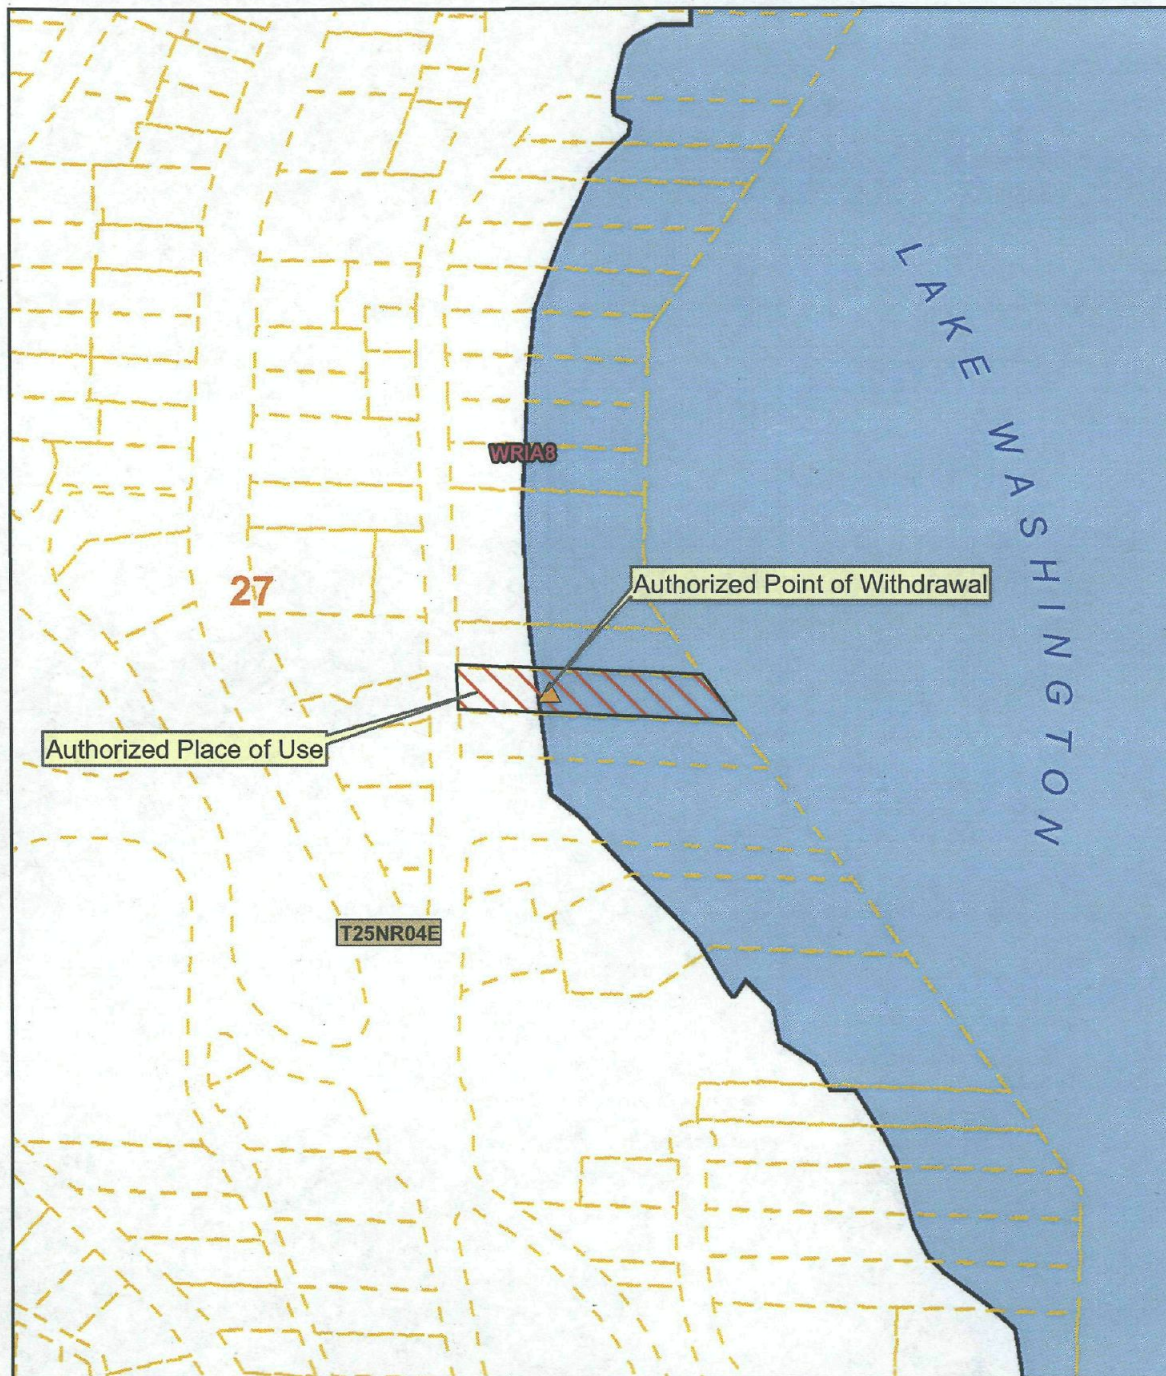 LAKE WASHINGTON
WRIA8
27
Authorized Point of Withdrawal
Authorized Place of Use
T25NR04E